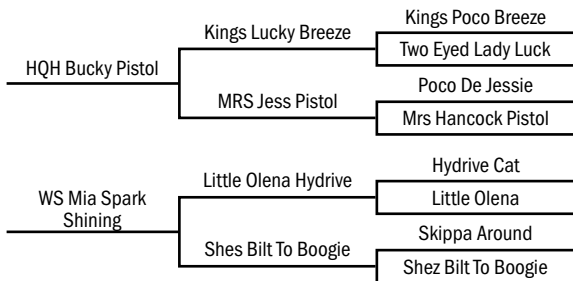 Kings Poco Breeze
Kings Lucky Breeze
Two Eyed Lady Luck
HQH Bucky Pistol
Poco De Jessie
MRS Jess Pistol
Mrs Hancock Pistol
Hydrive Cat
Little Olena Hydrive
Little Olena
WS Mia Spark
Shining
Skippa Around
Shes Bilt To Boogie
Shez Bilt To Boogie